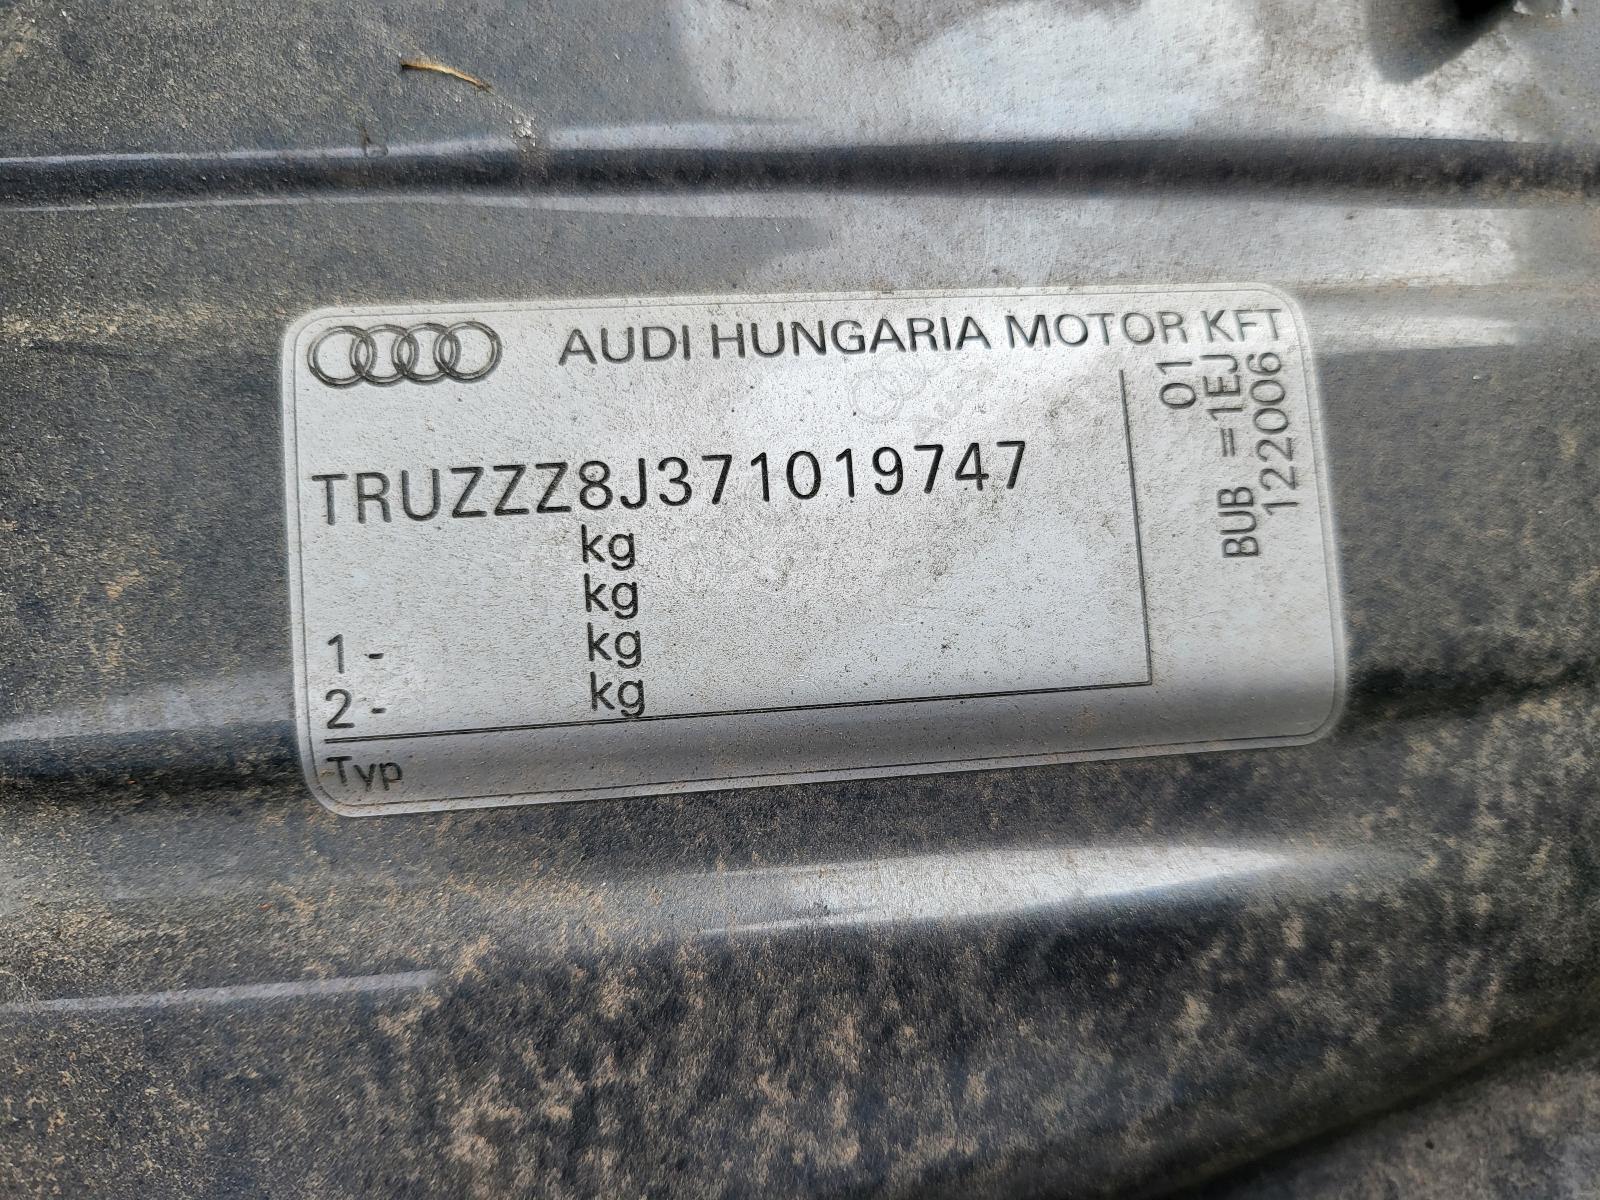 AUDI HUNGARIA MOTOR KFT
TRUZZZ8J371019747
kg
kg
1 - kg
2 - kg
Typ
01
BUB =1EJ
122006